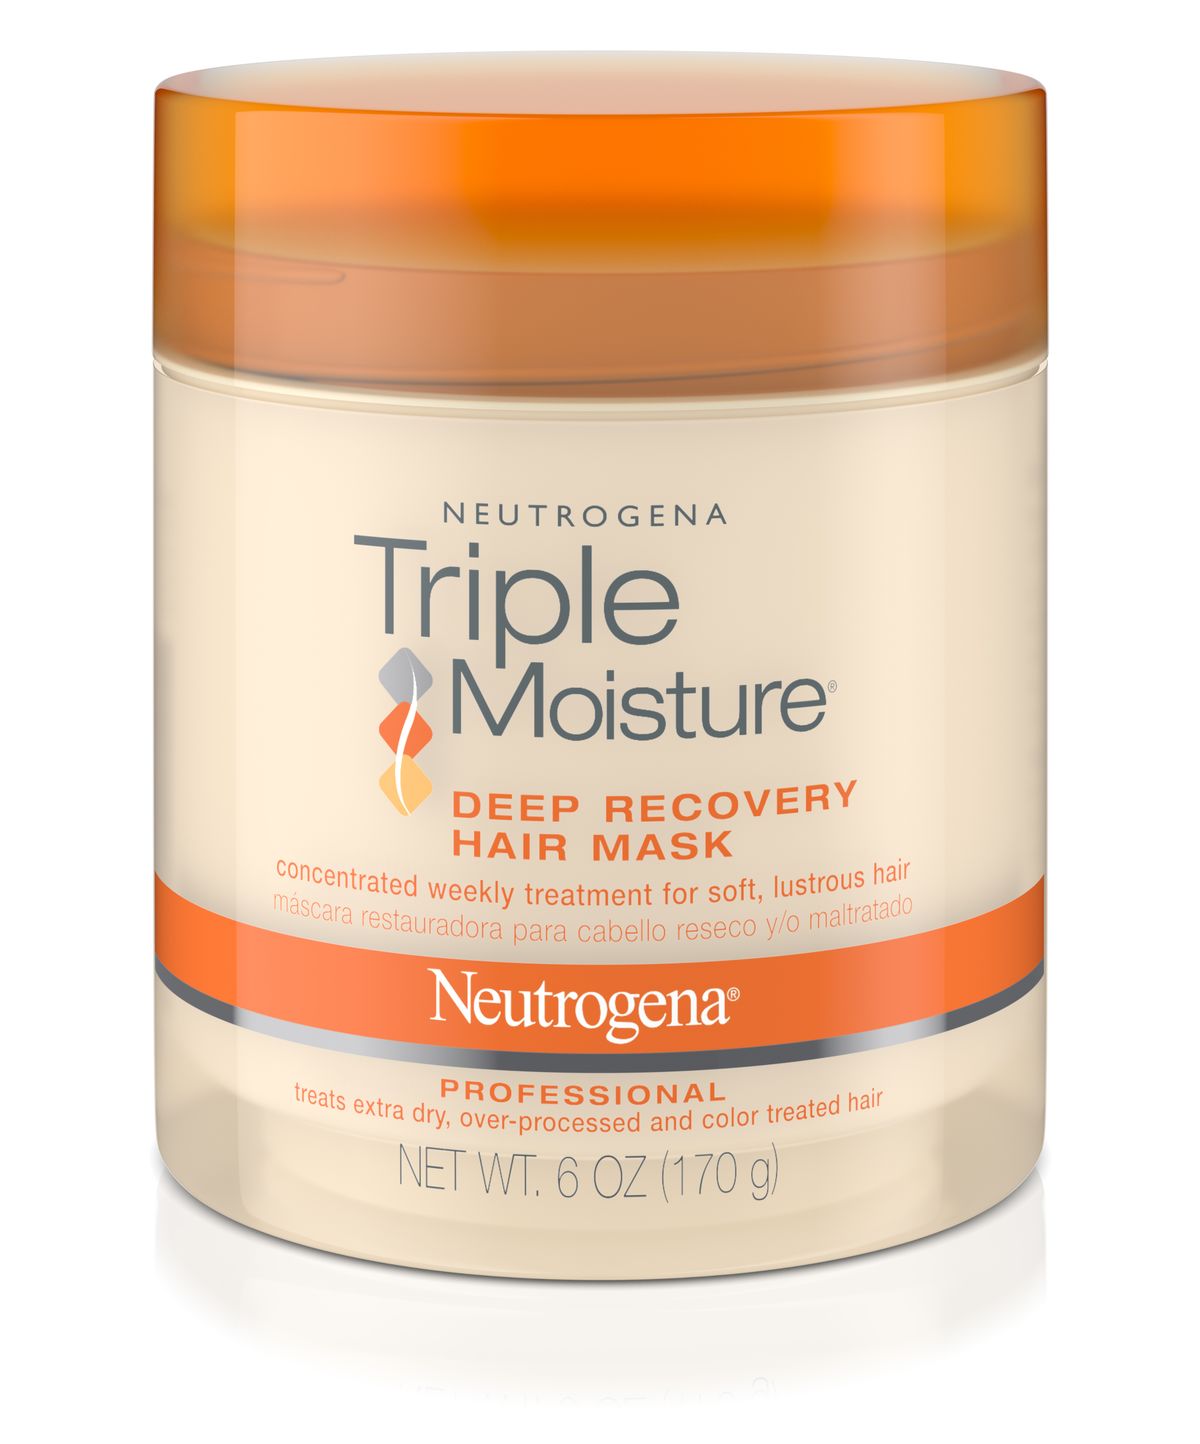 NEUTROGENA
Triple
Moisture®
DEEP RECOVERY
HAIR MASK
concentrated weekly treatment for soft, lustrous hair
máscara restauradora para cabello reseco y/o maltratado
Neutrogena®
PROFESSIONAL
treats extra dry, over-processed and color treated hair
NET WT. 6 OZ (170 g)